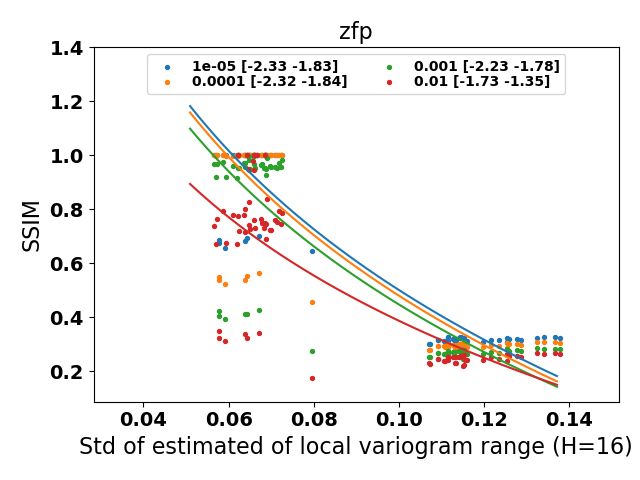 zfp
1e-05 [-2.33 -1.83]
0.0001 [-2.32 -1.84]
0.001 [-2.23 -1.78]
0.01 [-1.73 -1.35]
SSIM
1.4
1.2
1.0
0.8
0.6
0.4
0.2
0.04 0.06 0.08 0.10 0.12 0.14
Std of estimated of local variogram range (H=16)